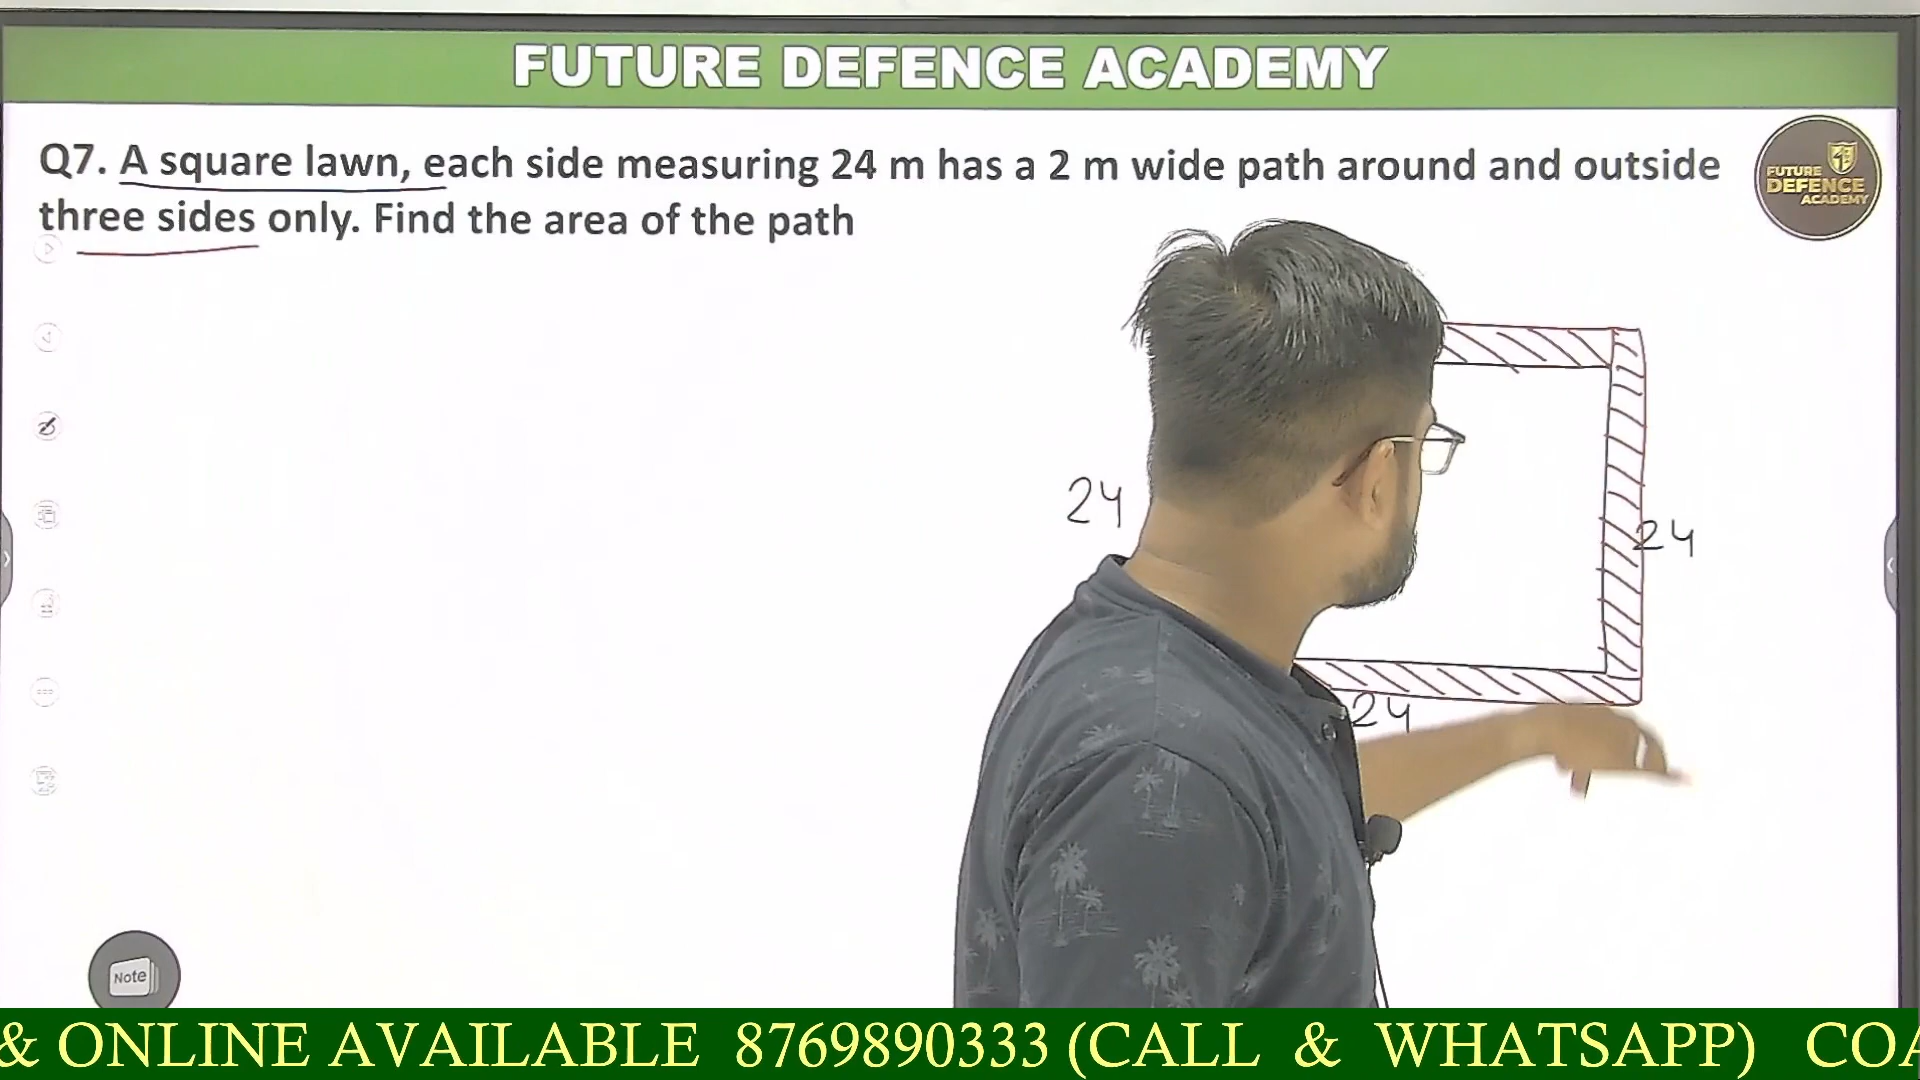 FUTURE DEFENCE ACADEMY
Q7. A square lawn, each side measuring 24 m has a 2 m wide path around and outside
three sides only. Find the area of the path
FUTURE
DEFENCE
ACADEMY
24
24
24
Note
& ONLINE AVAILABLE 8769890333 (CALL & WHATSAPP) COA